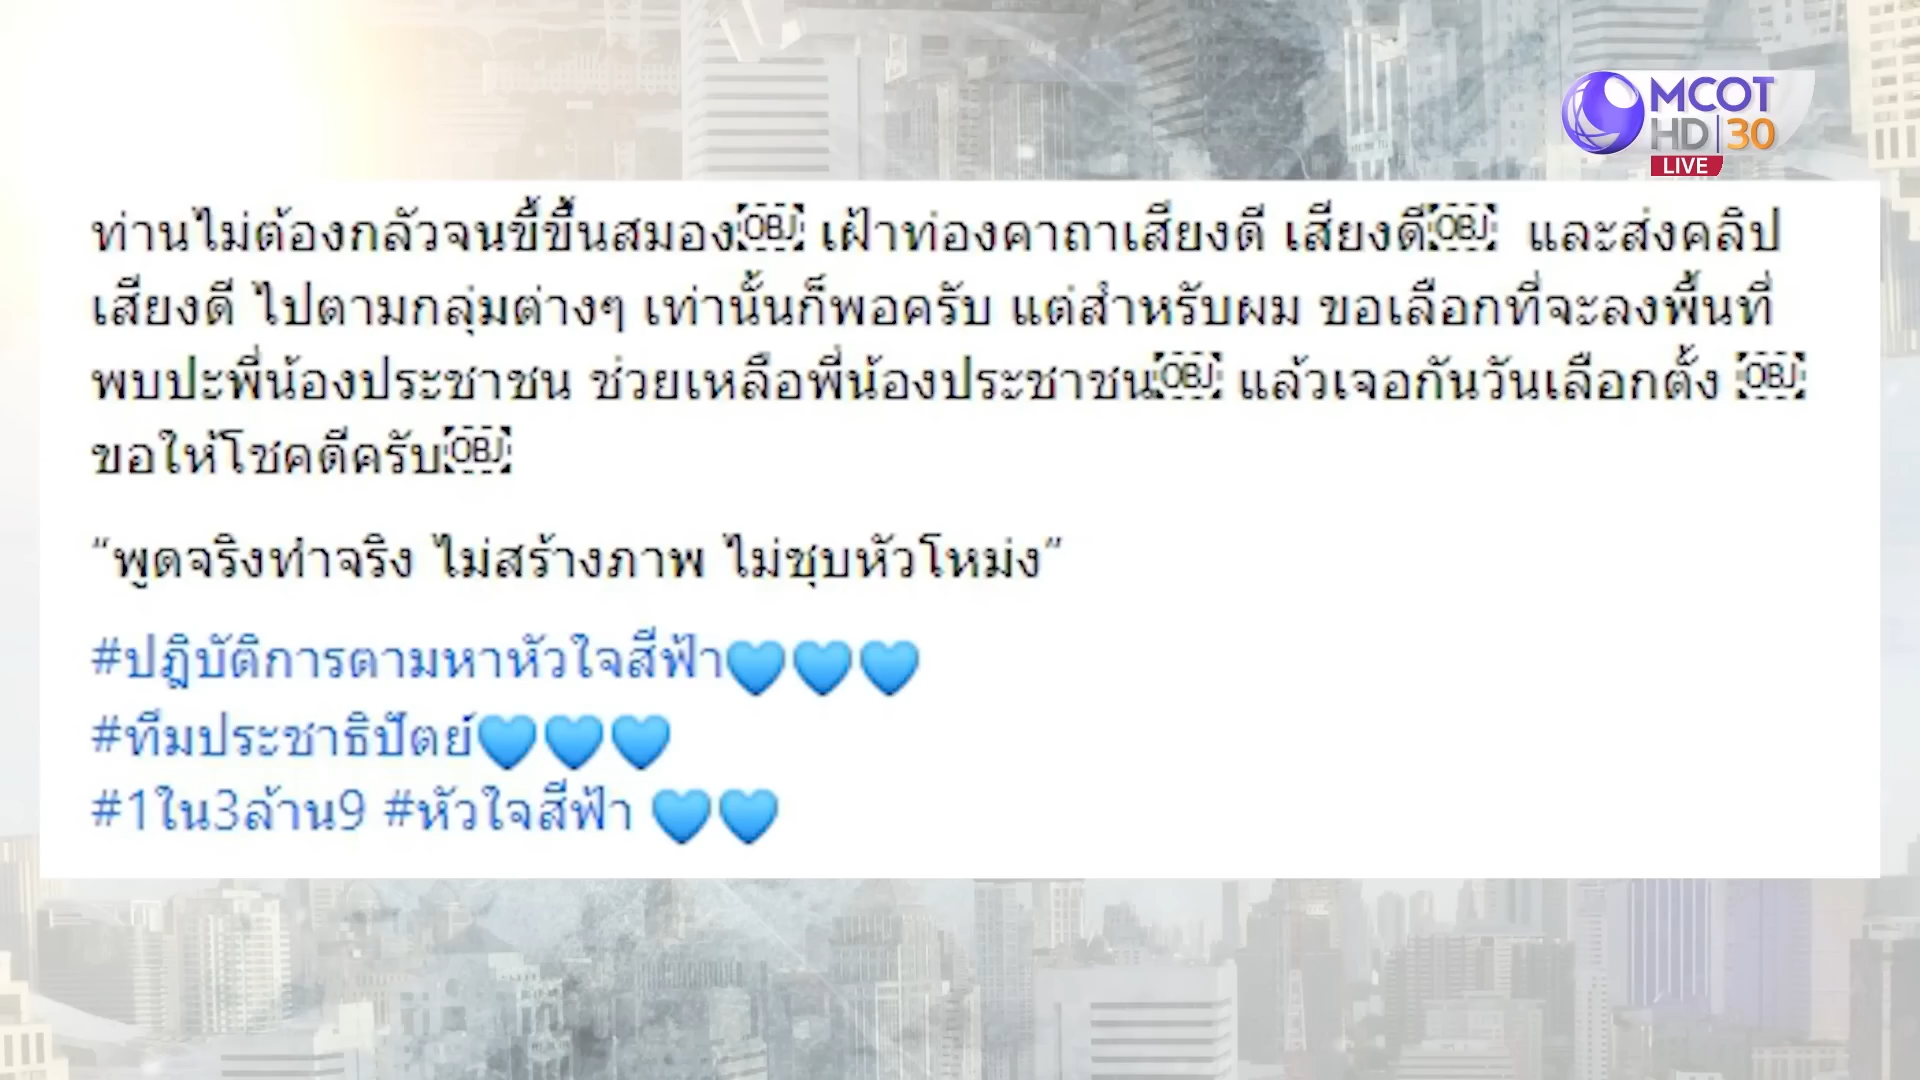 MCOT
HD 30
LIVE
ท่านไม่ต้องกลัวจนขี้ขึ้นสมอง￼ เฝ้าท่องคาถาเสียงดี เสียงดี￼ และส่งคลิป
เสียงดี ไปตามกลุ่มต่างๆ เท่านั้นก็พอครับ แต่สำหรับผม ขอเลือกที่จะลงพื้นที่
พบปะพี่น้องประชาชน ช่วยเหลือพี่น้องประชาชน￼ แล้วเจอกันวันเลือกตั้ง ￼
ขอให้โชคดีครับ￼
“พูดจริงทำจริง ไม่สร้างภาพ ไม่ชุบหัวโหม่ง”
#ปฎิบัติการตามหาหัวใจสีฟ้า💙💙💙
#ทีมประชาธิปัตย์💙💙💙
#1ใน3ล้าน9 #หัวใจสีฟ้า 💙💙